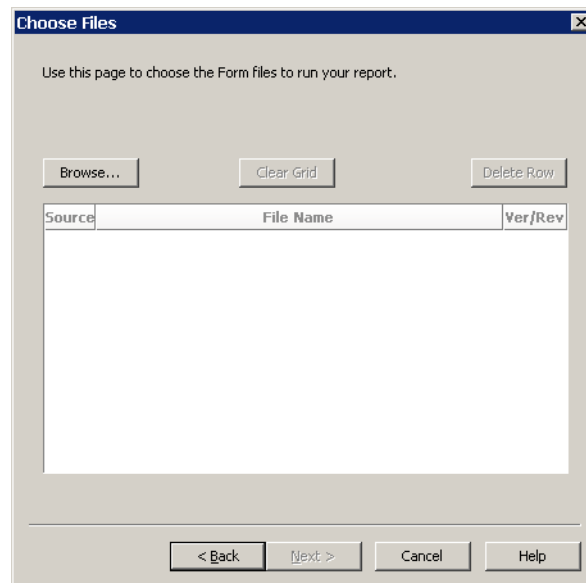 Choose Files
Use this page to choose the Form files to run your report.
Browse... Clear Grid Delete Row
Source File Name Ver/Rev
< Back Next > Cancel Help